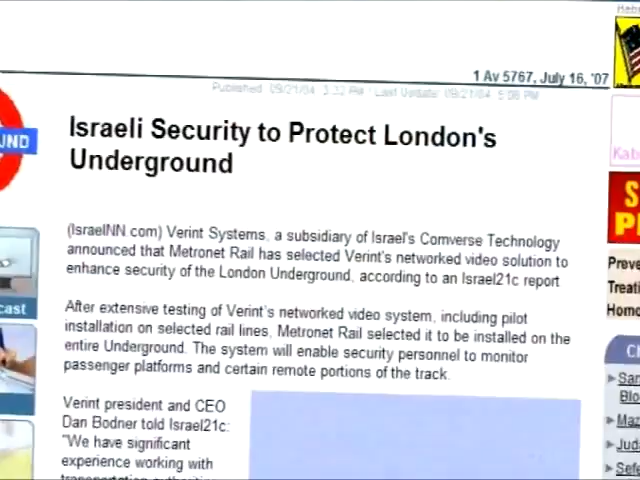 1 Av 5767, July 16, '07
Published: 09/21/04, 3:32 PM / Last Update: 09/21/04, 5:08 PM
Israeli Security to Protect London's
Underground
(IsraelNN.com) Verint Systems, a subsidiary of Israel's Comverse Technology
announced that Metronet Rail has selected Verint's networked video solution to
enhance security of the London Underground, according to an Israel21c report
After extensive testing of Verint's networked video system, including pilot
installation on selected rail lines, Metronet Rail selected it to be installed on the
entire Underground. The system will enable security personnel to monitor
passenger platforms and certain remote portions of the track.
Verint president and CEO
Dan Bodner told Israel21c:
"We have significant
experience working with
UND
cast
Kab
S
P
Preve
Treati
Homo
C
San
Blo
Maz
Juda
Sefe